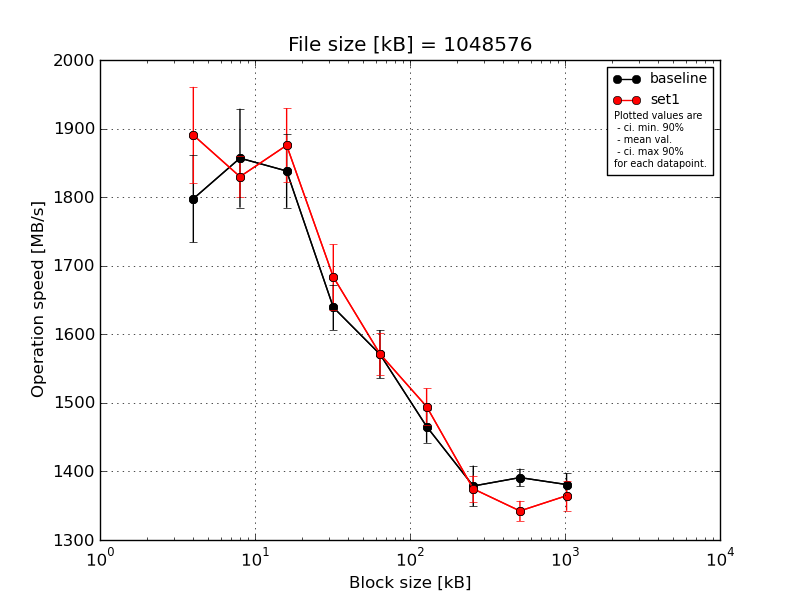 File size [kB] = 1048576
2000
1900
1800
1700
1600
1500
1400
1300
Operation speed [MB/s]
baseline
set1
Plotted values are
- ci. min. 90%
- mean val.
- ci. max 90%
for each datapoint.
10^0
10^1
10^2
10^3
10^4
Block size [kB]